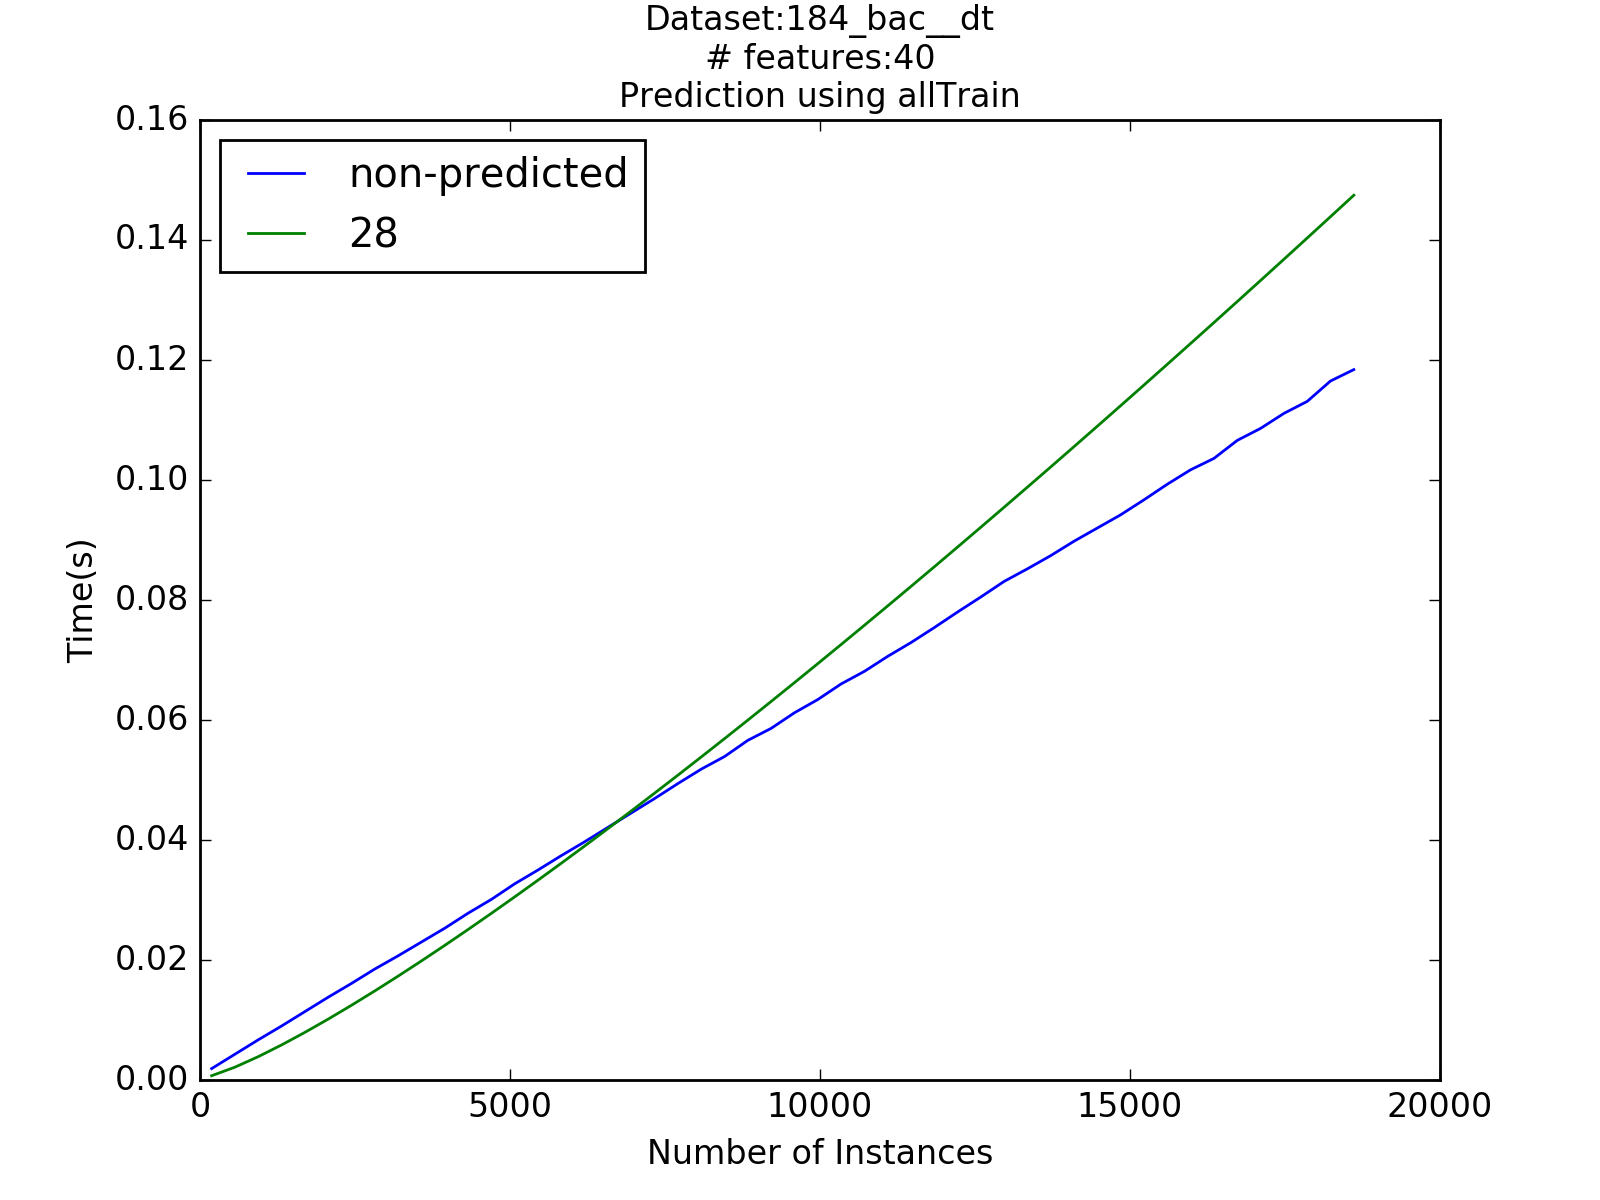 Dataset:184_bac__dt
# features:40
Prediction using allTrain
0.16
0.14
0.12
0.10
0.08
0.06
0.04
0.02
0.00
non-predicted
28
Time(s)
0 5000 10000 15000 20000
Number of Instances